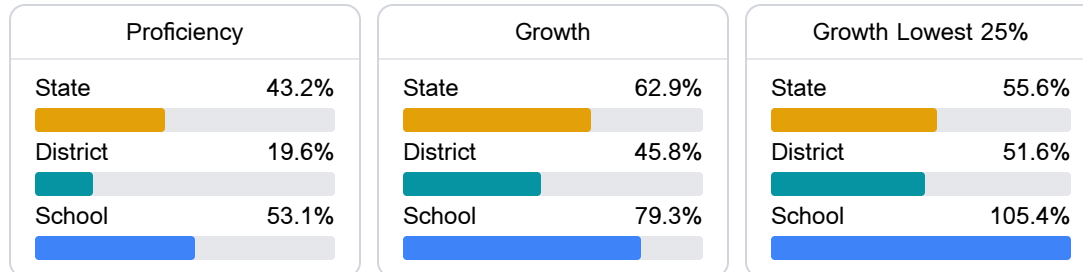 Proficiency
State 43.2%
District 19.6%
School 53.1%
Growth
State 62.9%
District 45.8%
School 79.3%
Growth Lowest 25%
State 55.6%
District 51.6%
School 105.4%